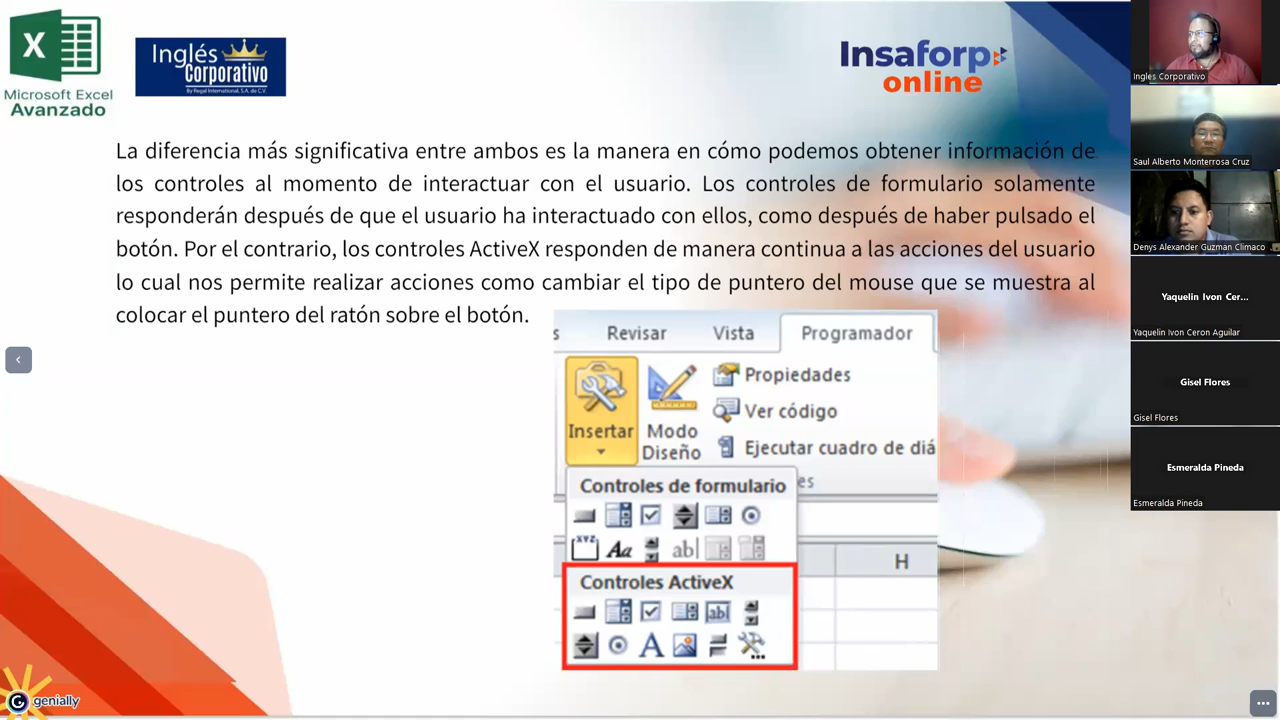 Microsoft Excel
Avanzado
Inglés
Corporativo
By Regal International, S.A. de C.V.
Insaforp
online
La diferencia más significativa entre ambos es la manera en cómo podemos obtener información de
los controles al momento de interactuar con el usuario. Los controles de formulario solamente
responderán después de que el usuario ha interactuado con ellos, como después de haber pulsado el
botón. Por el contrario, los controles ActiveX responden de manera continua a las acciones del usuario
lo cual nos permite realizar acciones como cambiar el tipo de puntero del mouse que se muestra al
colocar el puntero del ratón sobre el botón.
s Revisar Vista Programador
Insertar
Modo
Diseño
Propiedades
Ver código
Ejecutar cuadro de diá
es
Controles de formulario
XYZ Aa ab|
Controles ActiveX
ab|
A
H
genially
Ingles Corporativo
Saul Alberto Monterrosa Cruz
Denys Alexander Guzman Climaco
Yaquelin Ivon Cer...
Yaquelin Ivon Ceron Aguilar
Gisel Flores
Gisel Flores
Esmeralda Pineda
Esmeralda Pineda